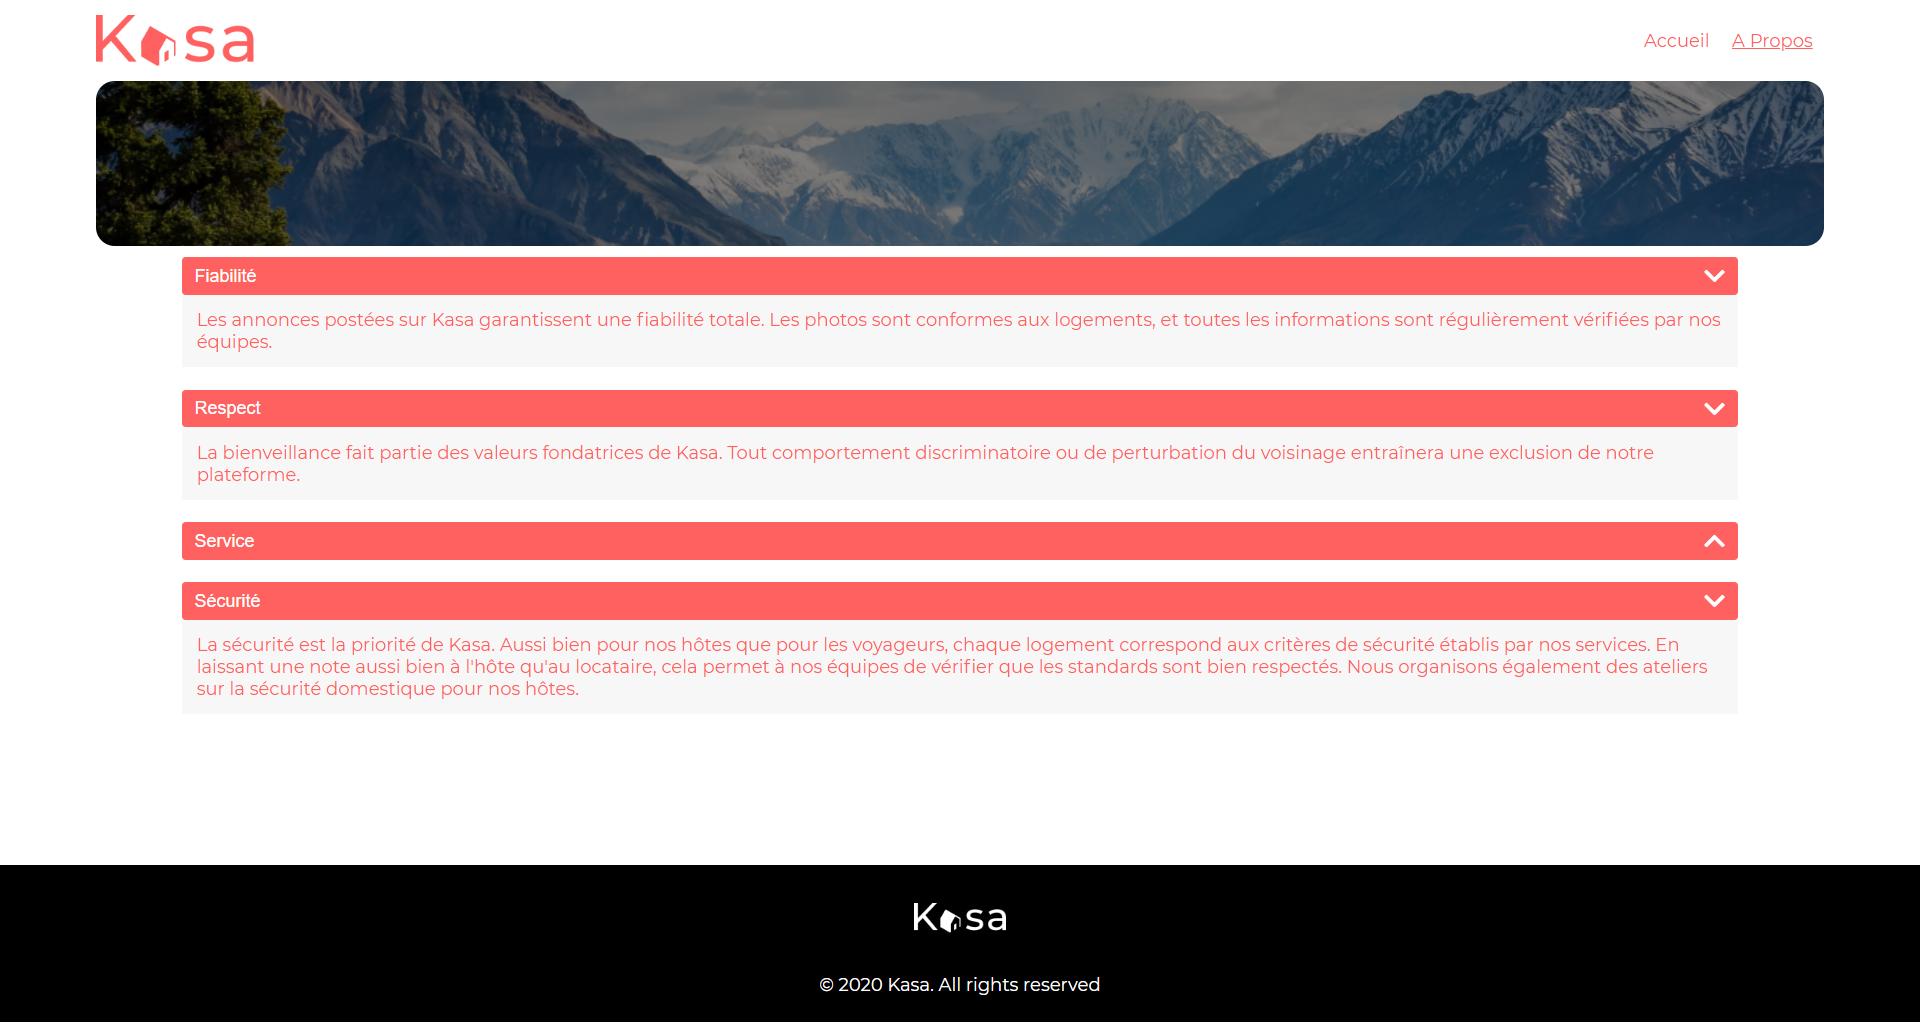 Kasa
Accueil A Propos
Fiabilité
Les annonces postées sur Kasa garantissent une fiabilité totale. Les photos sont conformes aux logements, et toutes les informations sont régulièrement vérifiées par nos
équipes.
Respect
La bienveillance fait partie des valeurs fondatrices de Kasa. Tout comportement discriminatoire ou de perturbation du voisinage entraînera une exclusion de notre
plateforme.
Service
Sécurité
La sécurité est la priorité de Kasa. Aussi bien pour nos hôtes que pour les voyageurs, chaque logement correspond aux critères de sécurité établis par nos services. En
laissant une note aussi bien à l'hôte qu'au locataire, cela permet à nos équipes de vérifier que les standards sont bien respectés. Nous organisons également des ateliers
sur la sécurité domestique pour nos hôtes.
Kasa
© 2020 Kasa. All rights reserved